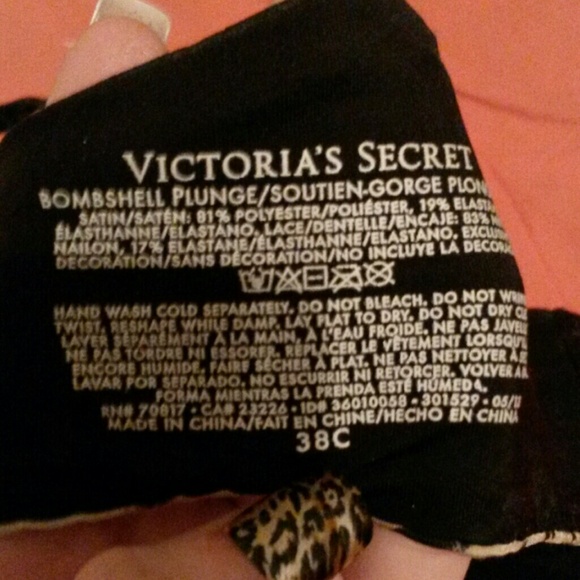 VICTORIA'S SECRET
BOMBSHELL PLUNGE/SOUTIEN-GORGE
SATIN/SATÉN: 81% POLYESTER/POLIÉSTER, 19%
ÉLASTHANNE/ELASTANO. LACE/DENTELLE/ENCAJE: 83%
NAILON, 17% ELASTANE/ÉLASTHANNE/ELASTANO.
DECORATION/SANS DÉCORATION/NO INCLUYE LA
HAND WASH COLD SEPARATELY. DO NOT BLEACH. DO NOT
TWIST. RESHAPE WHILE DAMP. LAY FLAT TO DRY. DO NOT DRY
LAVER SÉPARÉMENT À LA MAIN, À L'EAU FROIDE. NE PAS
NE PAS TORDRE NI ESSORER. REPLACER LE VÊTEMENT
ENCORE HUMIDE. FAIRE SÉCHER À PLAT. NE PAS NETTOYER À
LAVAR POR SEPARADO. NO ESCURRIR NI RETORCER. VOLVER
FORMA MIENTRAS LA PRENDA ESTÉ HÚMEDA.
RN# 70817 • CA# 23226 • ID# 36010058 • 301529 • 05/
MADE IN CHINA/FAIT EN CHINE/HECHO EN CHINA
38C